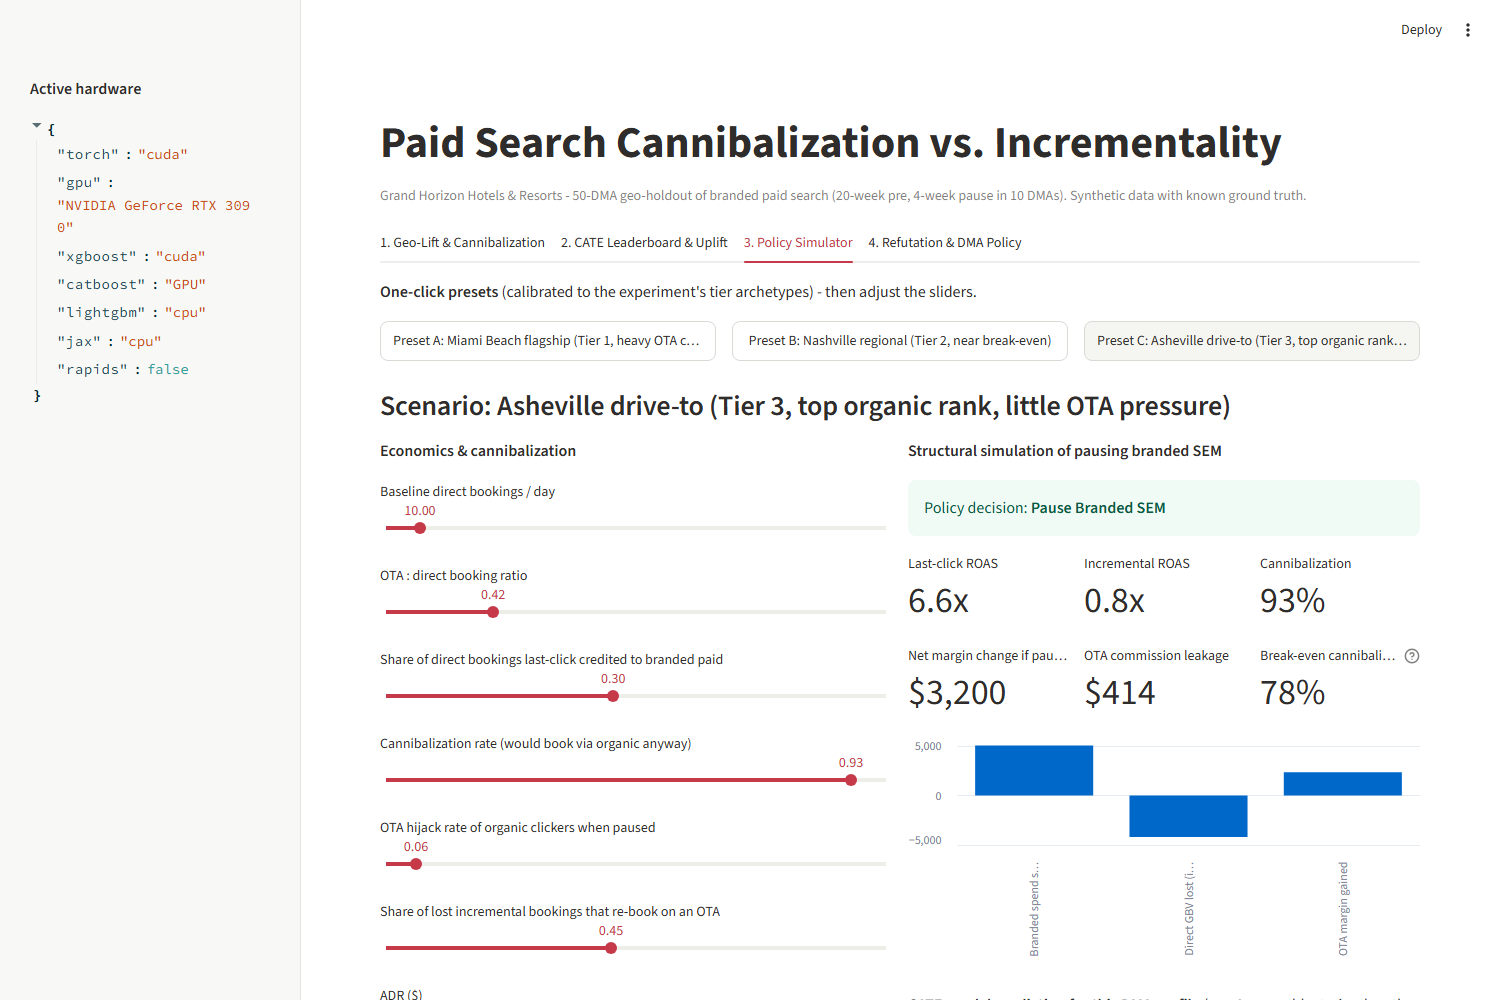 Deploy
Active hardware
{
"torch" : "cuda"
"gpu" :
"NVIDIA GeForce RTX 309
0"
"xgboost" : "cuda"
"catboost" : "GPU"
"lightgbm" : "cpu"
"jax" : "cpu"
"rapids" : false
}
Paid Search Cannibalization vs. Incrementality
Grand Horizon Hotels & Resorts - 50-DMA geo-holdout of branded paid search (20-week pre, 4-week pause in 10 DMAs). Synthetic data with known ground truth.
1. Geo-Lift & Cannibalization 2. CATE Leaderboard & Uplift 3. Policy Simulator 4. Refutation & DMA Policy
One-click presets (calibrated to the experiment's tier archetypes) - then adjust the sliders.
Preset A: Miami Beach flagship (Tier 1, heavy OTA c...
Preset B: Nashville regional (Tier 2, near break-even)
Preset C: Asheville drive-to (Tier 3, top organic rank...
Scenario: Asheville drive-to (Tier 3, top organic rank, little OTA pressure)
Economics & cannibalization
Baseline direct bookings / day
10.00
OTA : direct booking ratio
0.42
Share of direct bookings last-click credited to branded paid
0.30
Cannibalization rate (would book via organic anyway)
0.93
OTA hijack rate of organic clickers when paused
0.06
Share of lost incremental bookings that re-book on an OTA
0.45
ADR ($)
Structural simulation of pausing branded SEM
Policy decision: Pause Branded SEM
Last-click ROAS
6.6x
Incremental ROAS
0.8x
Cannibalization
93%
Net margin change if pau...
$3,200
OTA commission leakage
$414
Break-even cannibali...
78%
5,000
0
−5,000
Branded spend s...
Direct GBV lost (i...
OTA margin gained